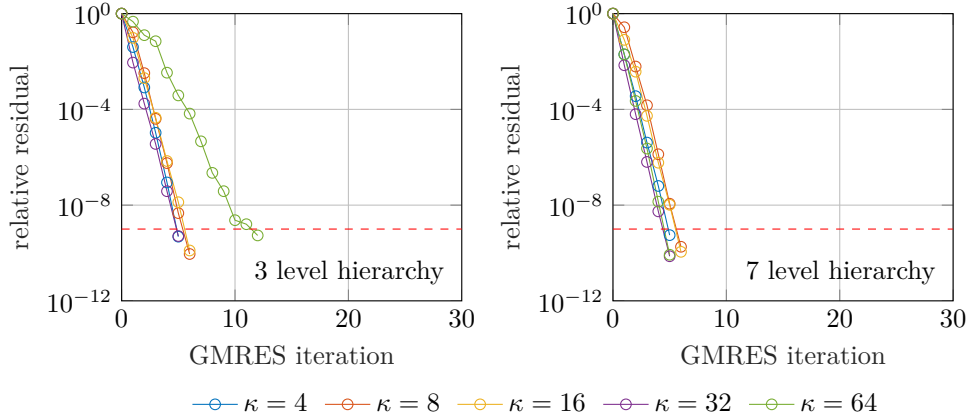 10^0
10^−4
10^−8
10^−12
relative residual
0
10
20
30
GMRES iteration
3 level hierarchy
10^0
10^−4
10^−8
10^−12
relative residual
0
10
20
30
GMRES iteration
7 level hierarchy
κ = 4
κ = 8
κ = 16
κ = 32
κ = 64